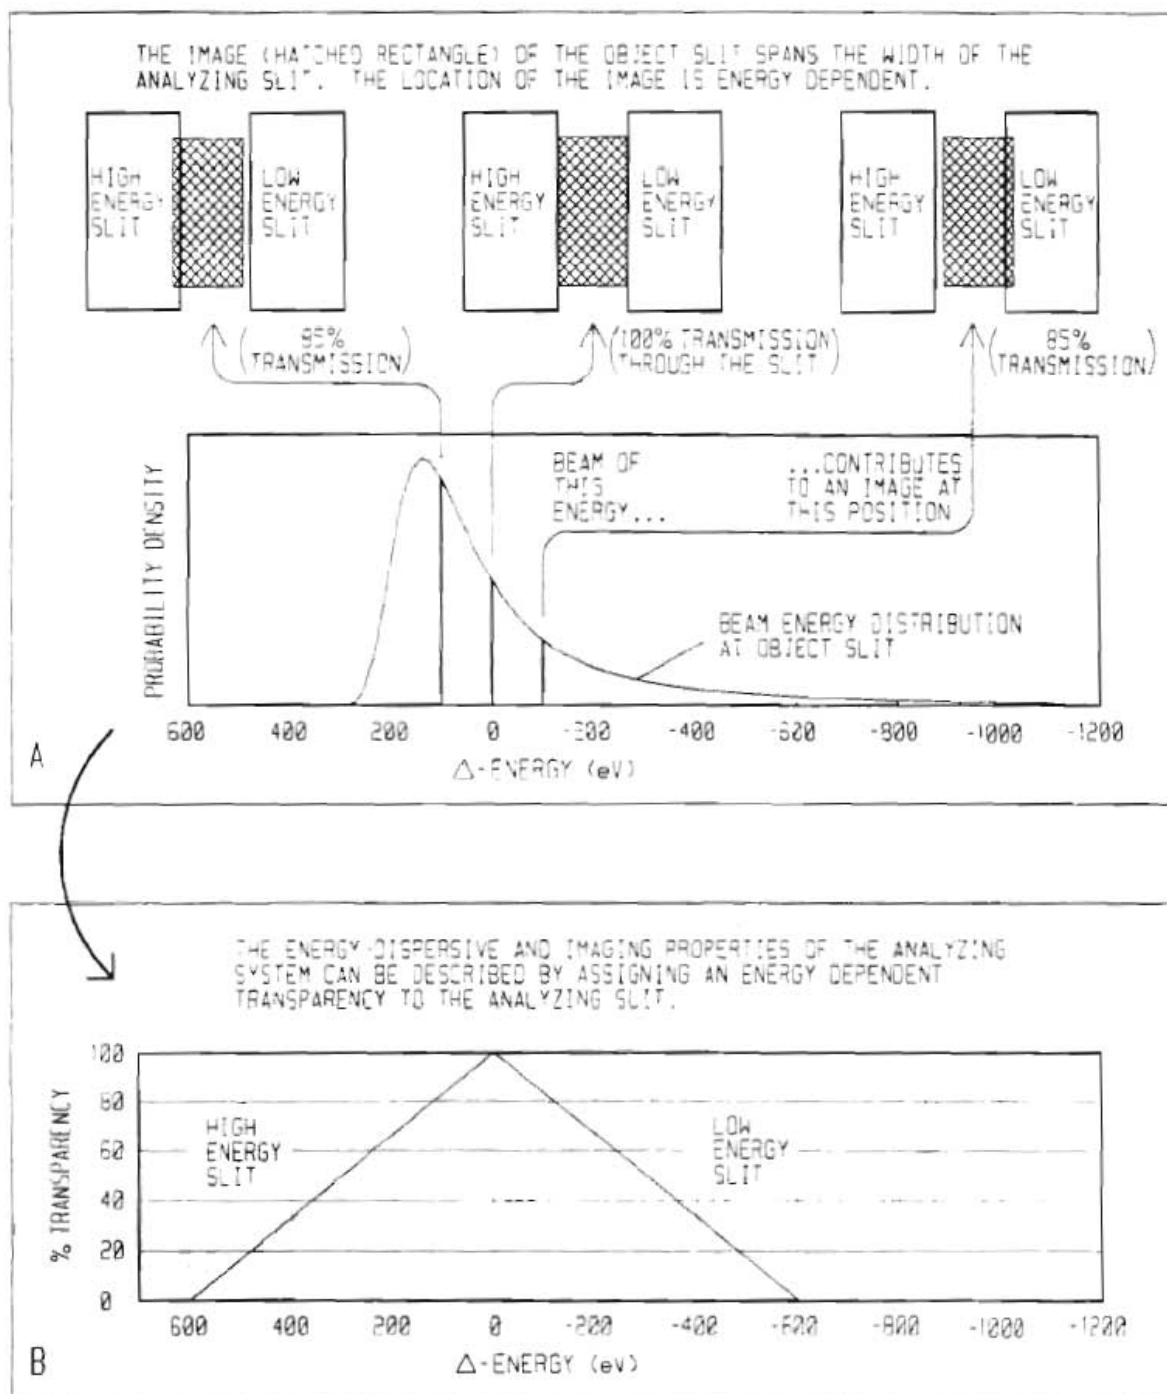 THE IMAGE (HATCHED RECTANGLE) OF THE OBJECT SLIT SPANS THE WIDTH OF THE
ANALYZING SLIT. THE LOCATION OF THE IMAGE IS ENERGY DEPENDENT.
HIGH
ENERGY
SLIT
LOW
ENERGY
SLIT
HIGH
ENERGY
SLIT
LOW
ENERGY
SLIT
HIGH
ENERGY
SLIT
LOW
ENERGY
SLIT
(85%
TRANSMISSION)
(100% TRANSMISSION
THROUGH THE SLIT)
(85%
TRANSMISSION)
BEAM OF
THIS
ENERGY...
...CONTRIBUTES
TO AN IMAGE AT
THIS POSITION
PROBABILITY DENSITY
BEAM ENERGY DISTRIBUTION
AT OBJECT SLIT
600 400 200 0 -200 -400 -600 -800 -1000 -1200
Δ-ENERGY (eV)
A
THE ENERGY-DISPERSIVE AND IMAGING PROPERTIES OF THE ANALYZING
SYSTEM CAN BE DESCRIBED BY ASSIGNING AN ENERGY DEPENDENT
TRANSPARENCY TO THE ANALYZING SLIT.
% TRANSPARENCY
100
80
60
40
20
0
HIGH
ENERGY
SLIT
LOW
ENERGY
SLIT
600 400 200 0 -200 -400 -600 -800 -1000 -1200
Δ-ENERGY (eV)
B